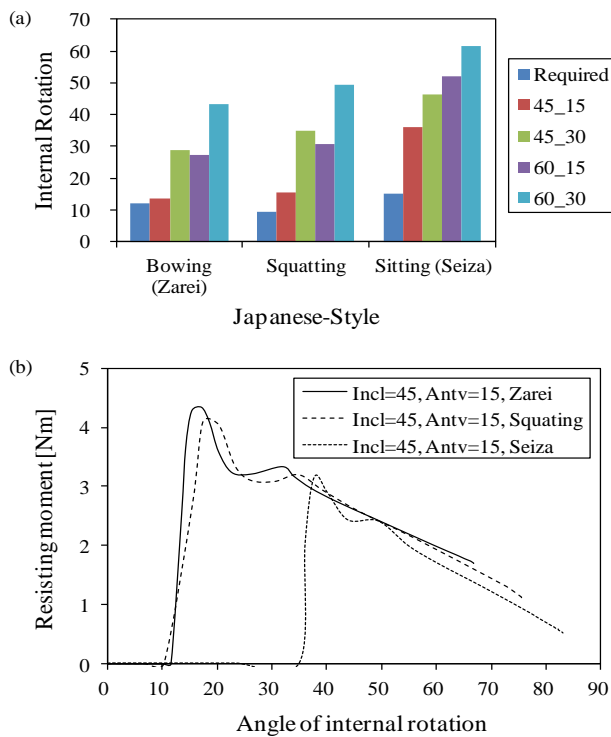 (a)
70
60
50
40
30
20
10
0
Internal Rotation
Bowing (Zarei)
Squatting
Sitting (Seiza)
Japanese-Style
Required
45_15
45_30
60_15
60_30
(b)
5
4
3
2
1
0
Resisting moment [Nm]
Incl=45, Antv=15, Zarei
Incl=45, Antv=15, Squating
Incl=45, Antv=15, Seiza
0 10 20 30 40 50 60 70 80 90
Angle of internal rotation